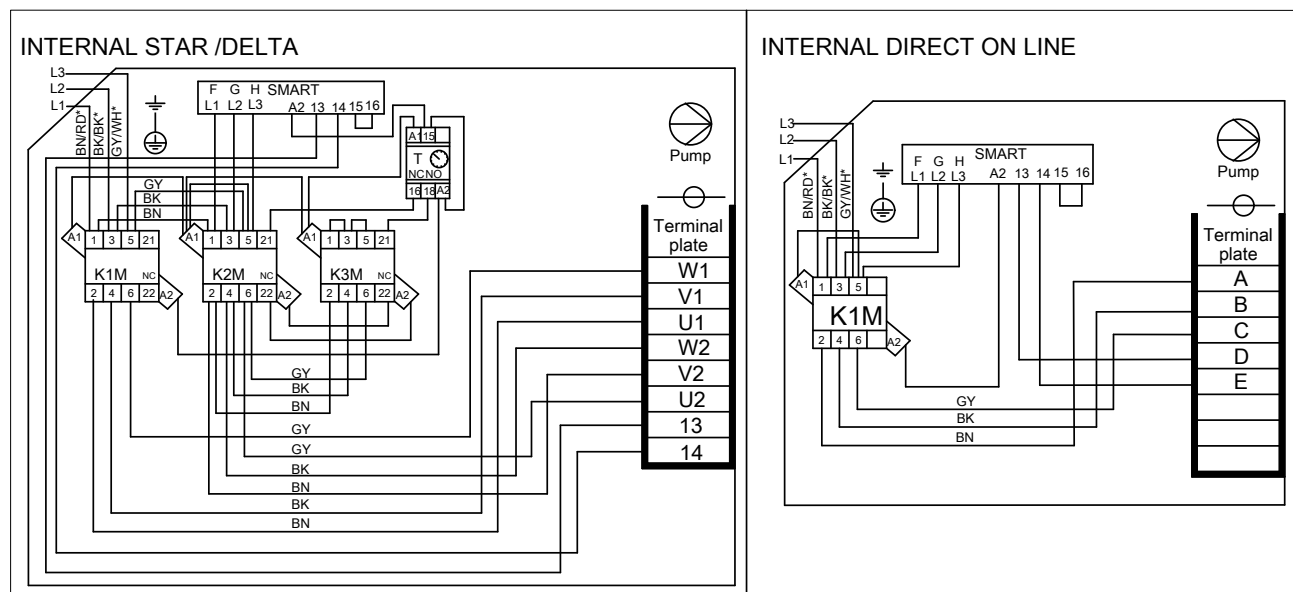 INTERNAL STAR /DELTA
L3
L2
L1
BN/RD*
BK/BK*
GY/WH*
F G H SMART
L1 L2 L3 A2 13 14 15 16
A1 15
T
NC NO
16 18 A2
Pump
GY
BK
BN
A1 1 3 5 21
K1M NC
2 4 6 22 A2
A1 1 3 5 21
K2M NC
2 4 6 22 A2
A1 1 3 5 21
K3M NC
2 4 6 22 A2
Terminal
plate
W1
V1
U1
W2
V2
U2
13
14
GY
BK
BN
GY
GY
BK
BN
BK
BN
INTERNAL DIRECT ON LINE
L3
L2
L1
BN/RD*
BK/BK*
GY/WH*
F G H SMART
L1 L2 L3 A2 13 14 15 16
Pump
A1 1 3 5
K1M
2 4 6 A2
Terminal
plate
A
B
C
D
E
GY
BK
BN